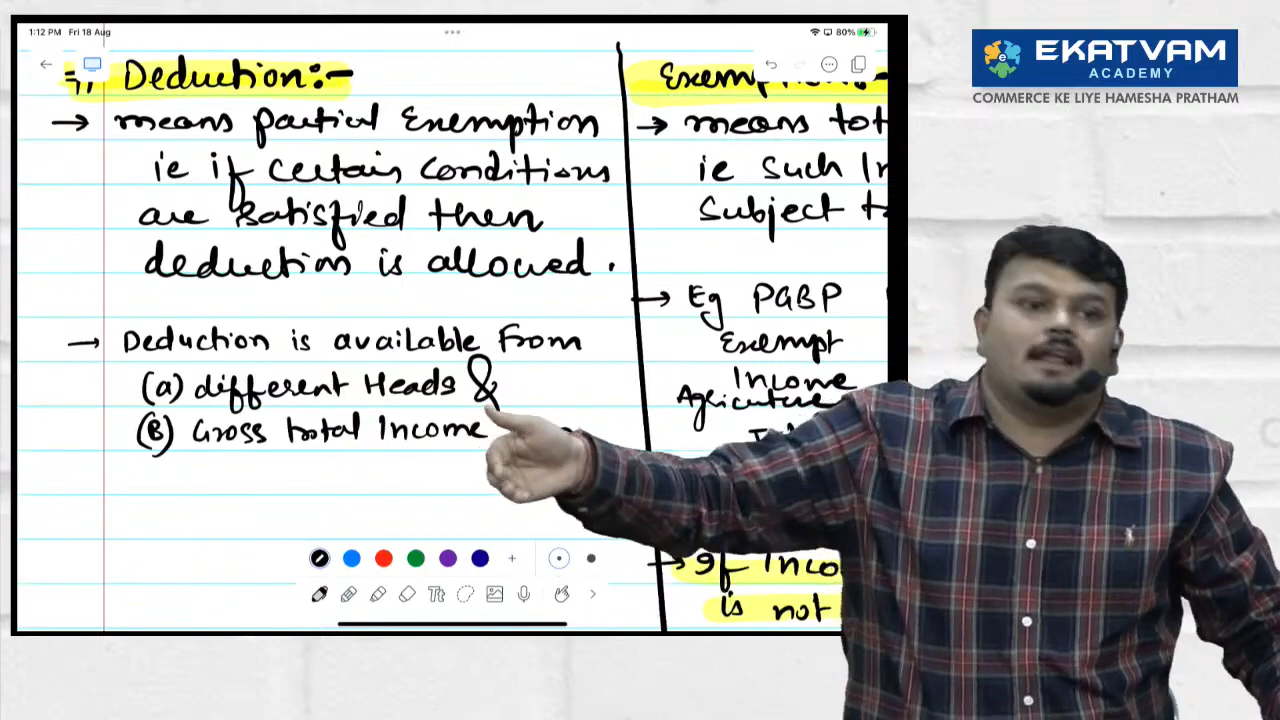 1:12 PM Fri 18 Aug
80%
EKATVAM
ACADEMY
COMMERCE KE LIYE HAMESHA PRATHAM
Deduction:-
→ means partial Exemption
ie if certain conditions
are satisfied then
deduction is allowed.
→ Deduction is available From
(a) different Heads &
(B) Gross total Income
→ means tot
ie Such In
Subject t
→ Eg PGBP
Exempt
Income
Agriculture
→ If Inco
is not